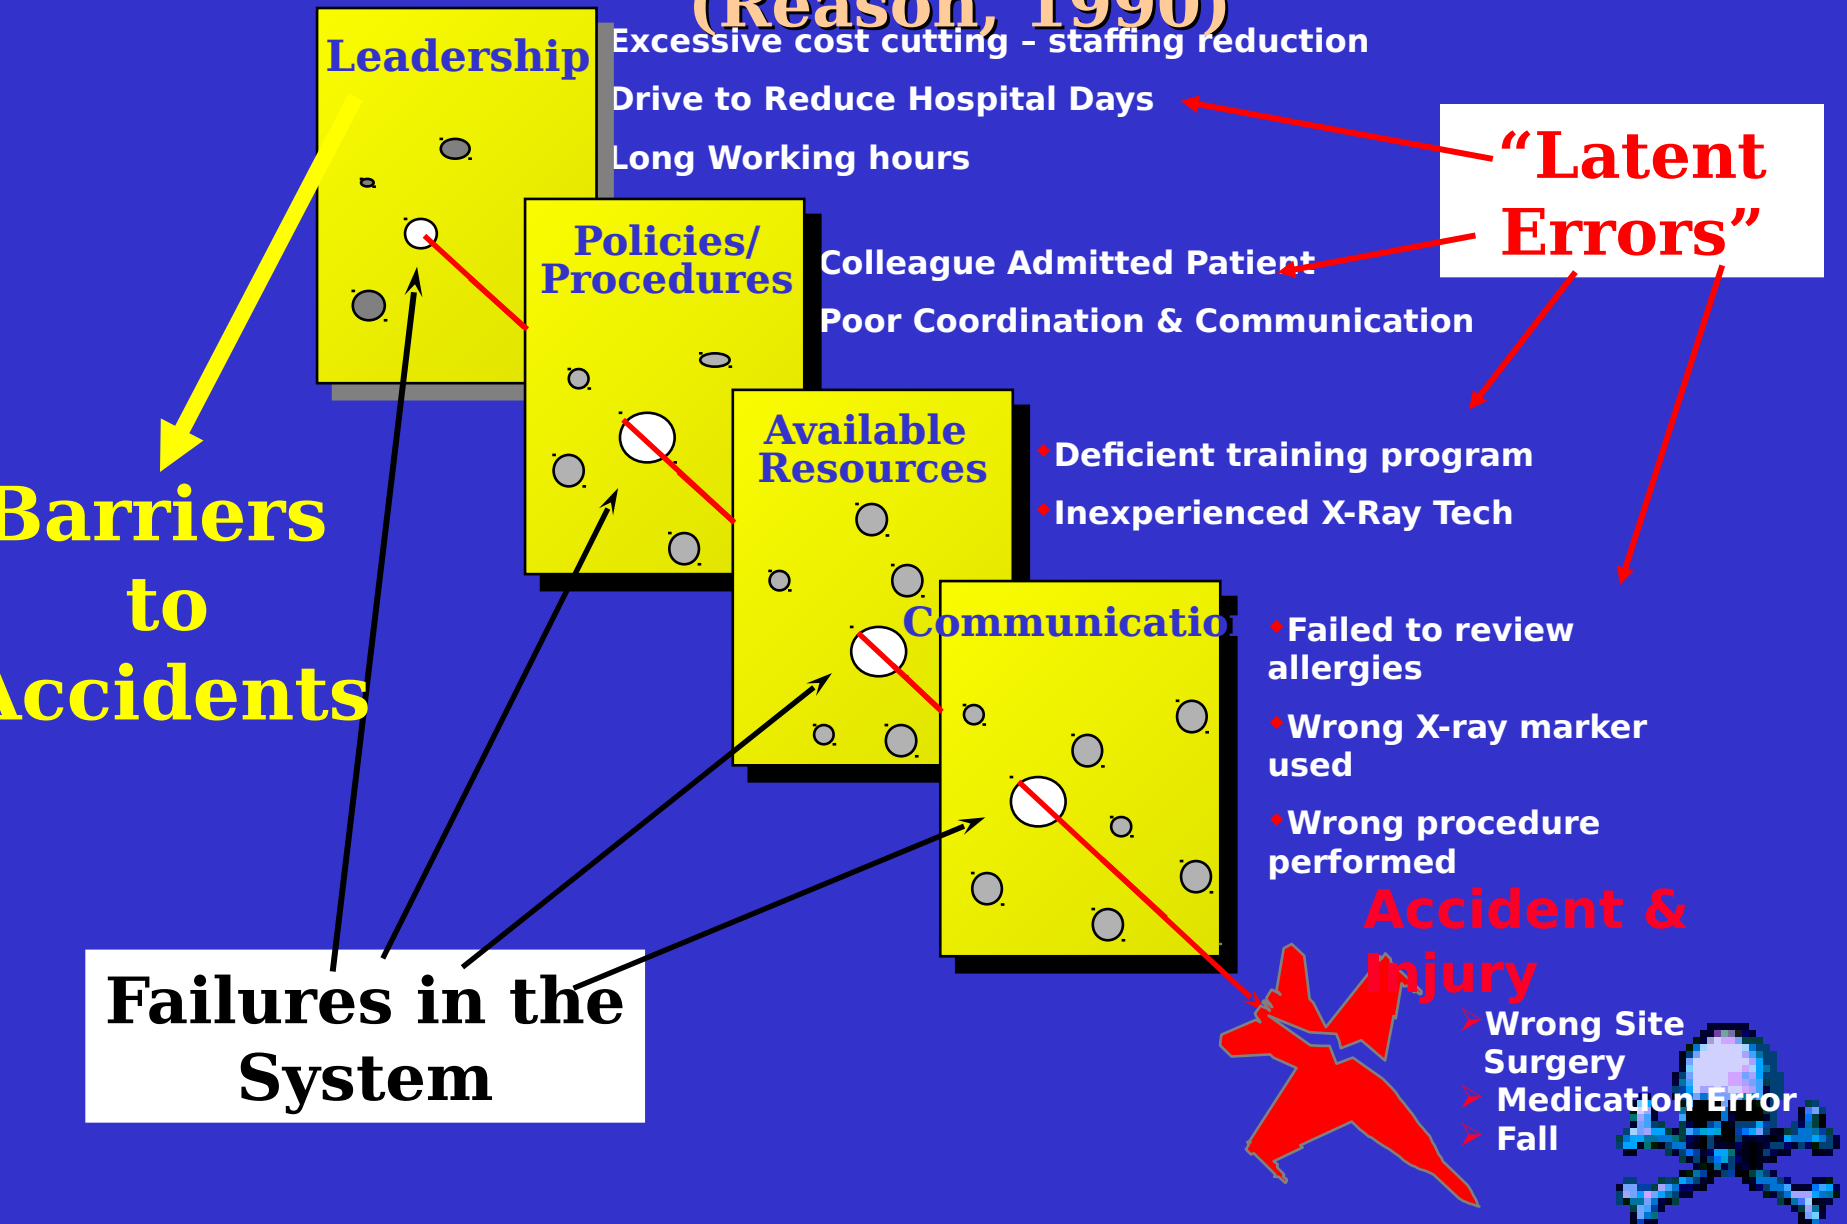 (Reason, 1990)
Leadership
Excessive cost cutting – staffing reduction
Drive to Reduce Hospital Days
Long Working hours
“Latent
Errors”
Policies/
Procedures
Colleague Admitted Patient
Poor Coordination & Communication
Available
Resources
Deficient training program
Inexperienced X-Ray Tech
Barriers
to
Accidents
Communication
Failed to review
allergies
Wrong X-ray marker
used
Wrong procedure
performed
Accident &
Injury
Failures in the
System
Wrong Site
Surgery
Medication Error
Fall